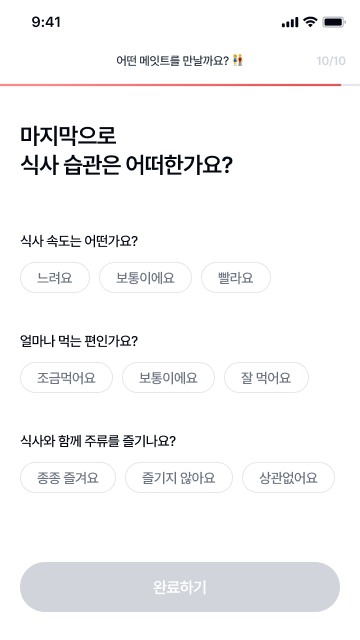 9:41
어떤 메잇트를 만날까요? 👫
10/10
마지막으로
식사 습관은 어떠한가요?
식사 속도는 어떤가요?
느려요 보통이에요 빨라요
얼마나 먹는 편인가요?
조금먹어요 보통이에요 잘 먹어요
식사와 함께 주류를 즐기나요?
종종 즐겨요 즐기지 않아요 상관없어요
완료하기